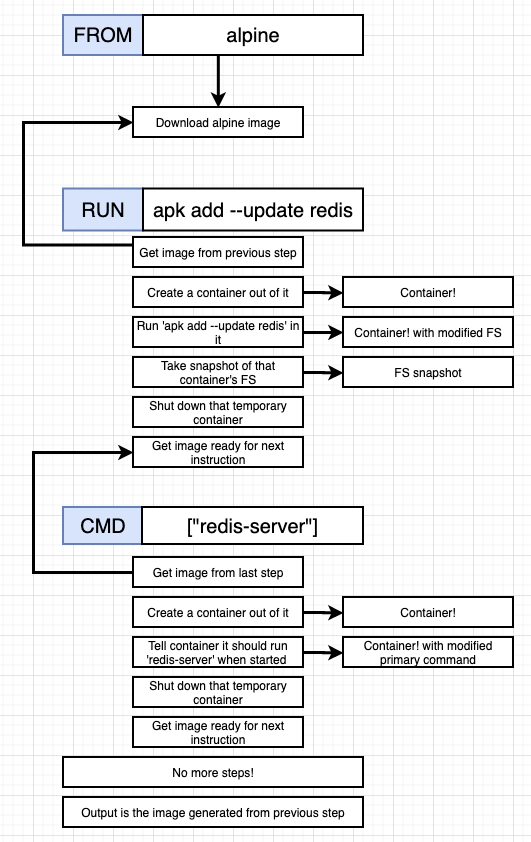 FROM alpine
Download alpine image
RUN apk add --update redis
Get image from previous step
Create a container out of it
Container!
Run 'apk add --update redis' in
it
Container! with modified FS
Take snapshot of that
container's FS
FS snapshot
Shut down that temporary
container
Get image ready for next
instruction
CMD ["redis-server"]
Get image from last step
Create a container out of it
Container!
Tell container it should run
'redis-server' when started
Container! with modified
primary command
Shut down that temporary
container
Get image ready for next
instruction
No more steps!
Output is the image generated from previous step